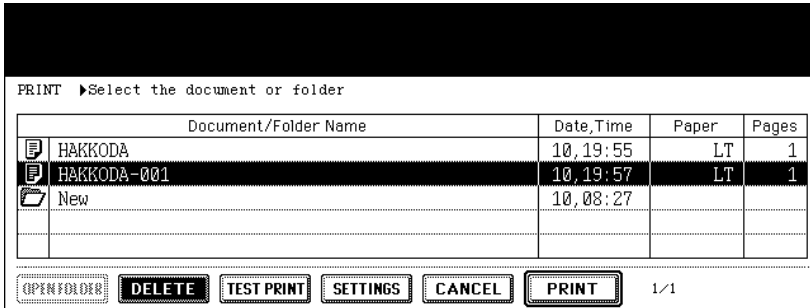 PRINT ▶Select the document or folder
Document/Folder Name Date,Time Paper Pages
HAKKODA 10,19:55 LT 1
HAKKODA-001 10,19:57 LT 1
New 10,08:27
OPEN FOLDER DELETE TEST PRINT SETTINGS CANCEL PRINT 1/1